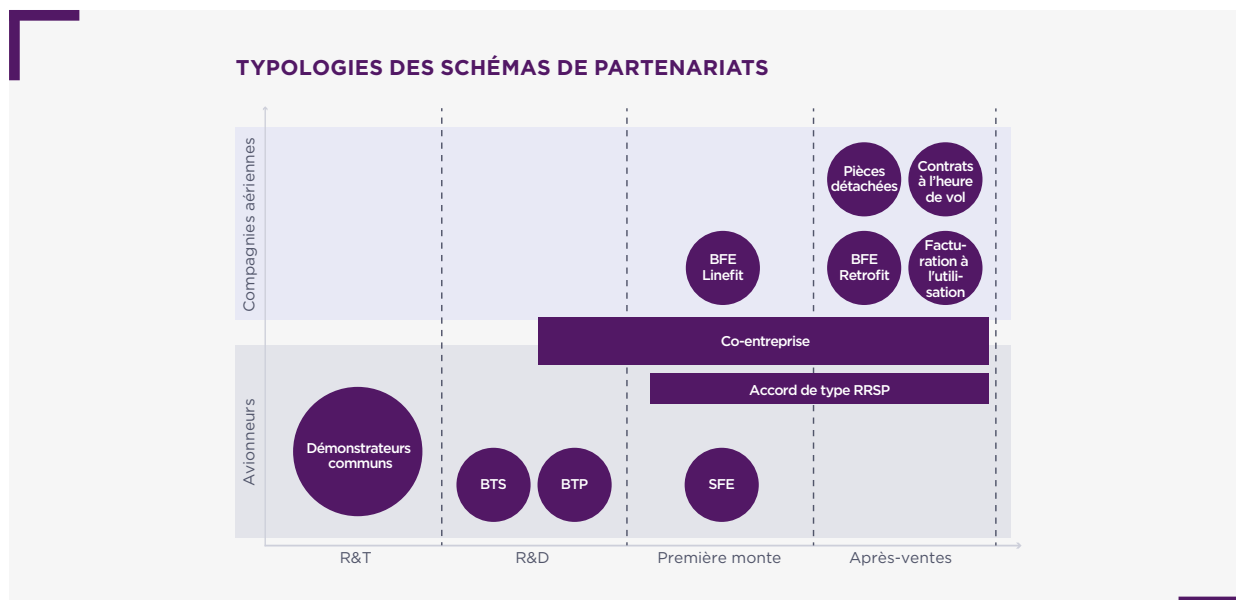 TYPOLOGIES DES SCHÉMAS DE PARTENARIATS
Compagnies aériennes
Pièces
détachées
Contrats
à l'heure
de vol
BFE
Linefit
BFE
Retrofit
Factu-
ration à
l'utili-
sation
Co-entreprise
Accord de type RRSP
Avionneurs
Démonstrateurs
communs
BTS
BTP
SFE
R&T
R&D
Première monte
Après-ventes